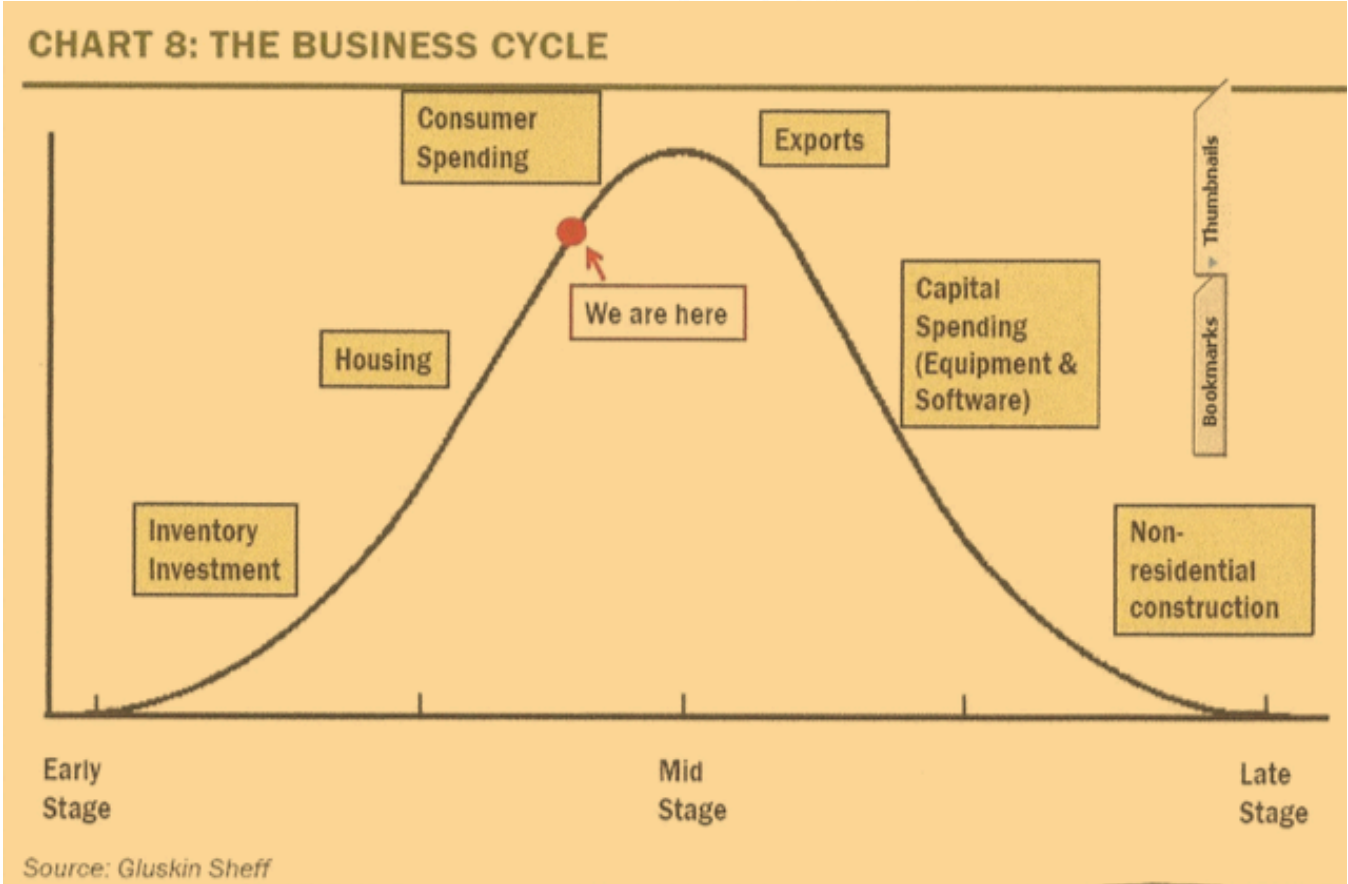 CHART 8: THE BUSINESS CYCLE
Consumer
Spending
Exports
We are here
Housing
Capital
Spending
(Equipment &
Software)
Inventory
Investment
Non-
residential
construction
Thumbnails
Bookmarks
Early
Stage
Mid
Stage
Late
Stage
Source: Gluskin Sheff